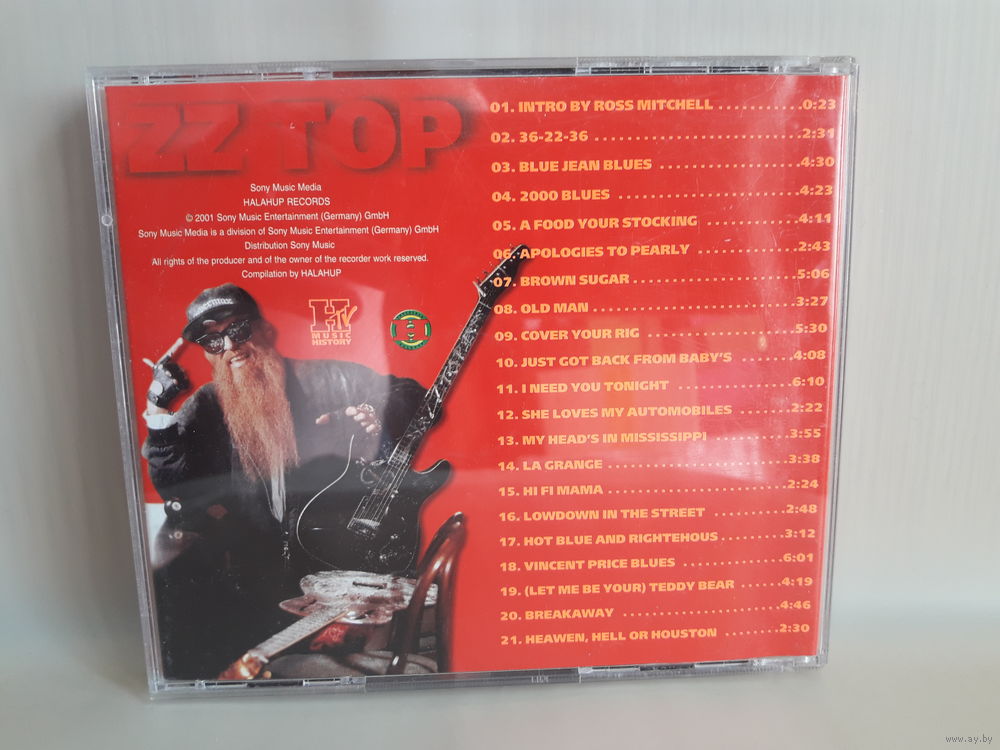 ZZ TOP
Sony Music Media
HALAHUP RECORDS
© 2001 Sony Music Entertainment (Germany) GmbH
Sony Music Media is a division of Sony Music Entertainment (Germany) GmbH
Distribution Sony Music
All rights of the producer and of the owner of the recorder work reserved.
Compilation by HALAHUP
HTV
MUSIC
HISTORY
01. INTRO BY ROSS MITCHELL ..........0:23
02. 36-22-36 ..........2:31
03. BLUE JEAN BLUES ..........4:30
04. 2000 BLUES ..........4:23
05. A FOOD YOUR STOCKING ..........4:11
06. APOLOGIES TO PEARLY ..........2:43
07. BROWN SUGAR ..........5:06
08. OLD MAN ..........3:27
09. COVER YOUR RIG ..........5:30
10. JUST GOT BACK FROM BABY'S ......4:08
11. I NEED YOU TONIGHT ..........6:10
12. SHE LOVES MY AUTOMOBILES ......2:22
13. MY HEAD'S IN MISSISSIPPI ..........3:55
14. LA GRANGE ..........3:38
15. HI FI MAMA ..........2:24
16. LOWDOWN IN THE STREET ..........2:48
17. HOT BLUE AND RIGHTEHOUS .........3:12
18. VINCENT PRICE BLUES ..........6:01
19. (LET ME BE YOUR) TEDDY BEAR ......4:19
20. BREAKAWAY ..........4:46
21. HEAWEN, HELL OR HOUSTON ........2:30
www.ay.by